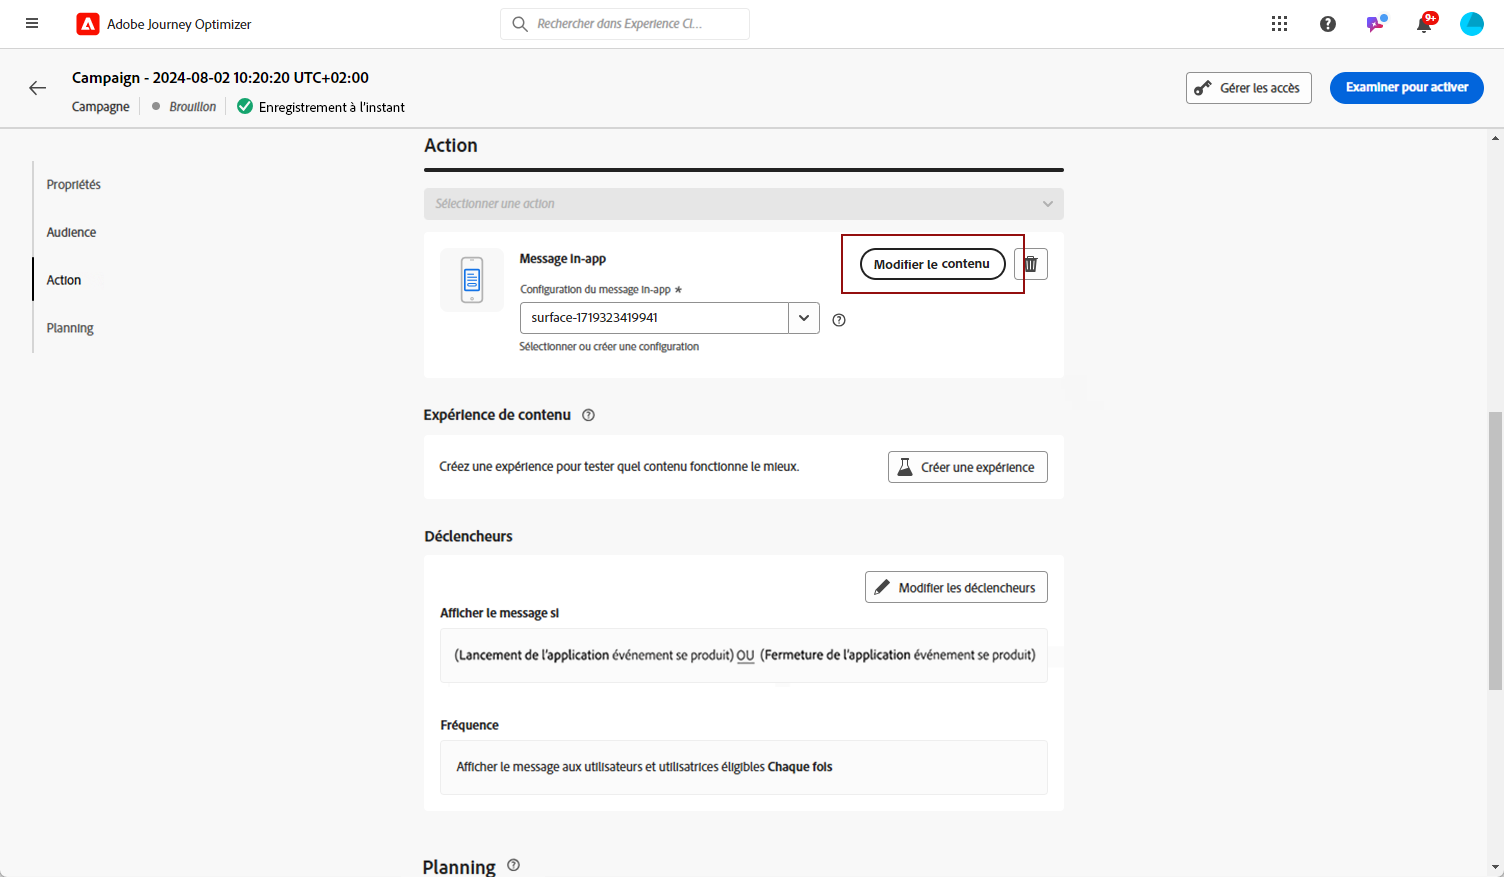 Adobe Journey Optimizer
Rechercher dans Experience Cl...
9+
Campaign - 2024-08-02 10:20:20 UTC+02:00
Campagne
Brouillon
Enregistrement à l'instant
Gérer les accès
Examiner pour activer
Propriétés
Audience
Action
Planning
Action
Sélectionner une action
Message In-app
Modifier le contenu
Configuration du message in-app *
surface-1719323419941
Sélectionner ou créer une configuration
Expérience de contenu
Créez une expérience pour tester quel contenu fonctionne le mieux.
Créer une expérience
Déclencheurs
Modifier les déclencheurs
Afficher le message si
(Lancement de l'application événement se produit) OU (Fermeture de l'application événement se produit)
Fréquence
Afficher le message aux utilisateurs et utilisatrices éligibles Chaque fois
Planning